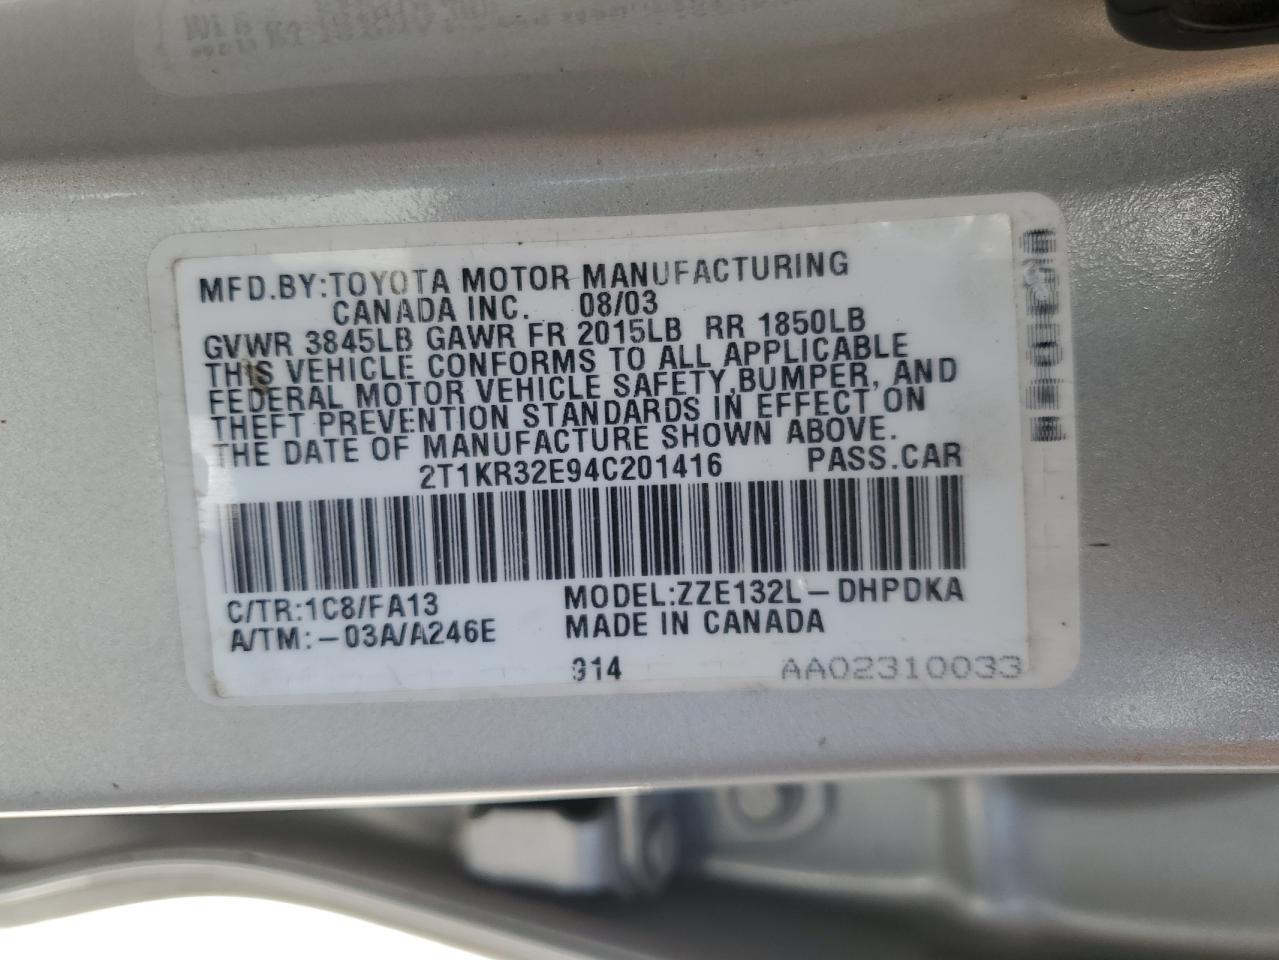 MFD.BY:TOYOTA MOTOR MANUFACTURING
CANADA INC. 08/03
GVWR 3845LB GAWR FR 2015LB RR 1850LB
THIS VEHICLE CONFORMS TO ALL APPLICABLE
FEDERAL MOTOR VEHICLE SAFETY,BUMPER, AND
THEFT PREVENTION STANDARDS IN EFFECT ON
THE DATE OF MANUFACTURE SHOWN ABOVE.
2T1KR32E94C201416 PASS.CAR
C/TR:1C8/FA13 MODEL:ZZE132L-DHPDKA
A/TM:-03A/A246E MADE IN CANADA
914 AA02310033